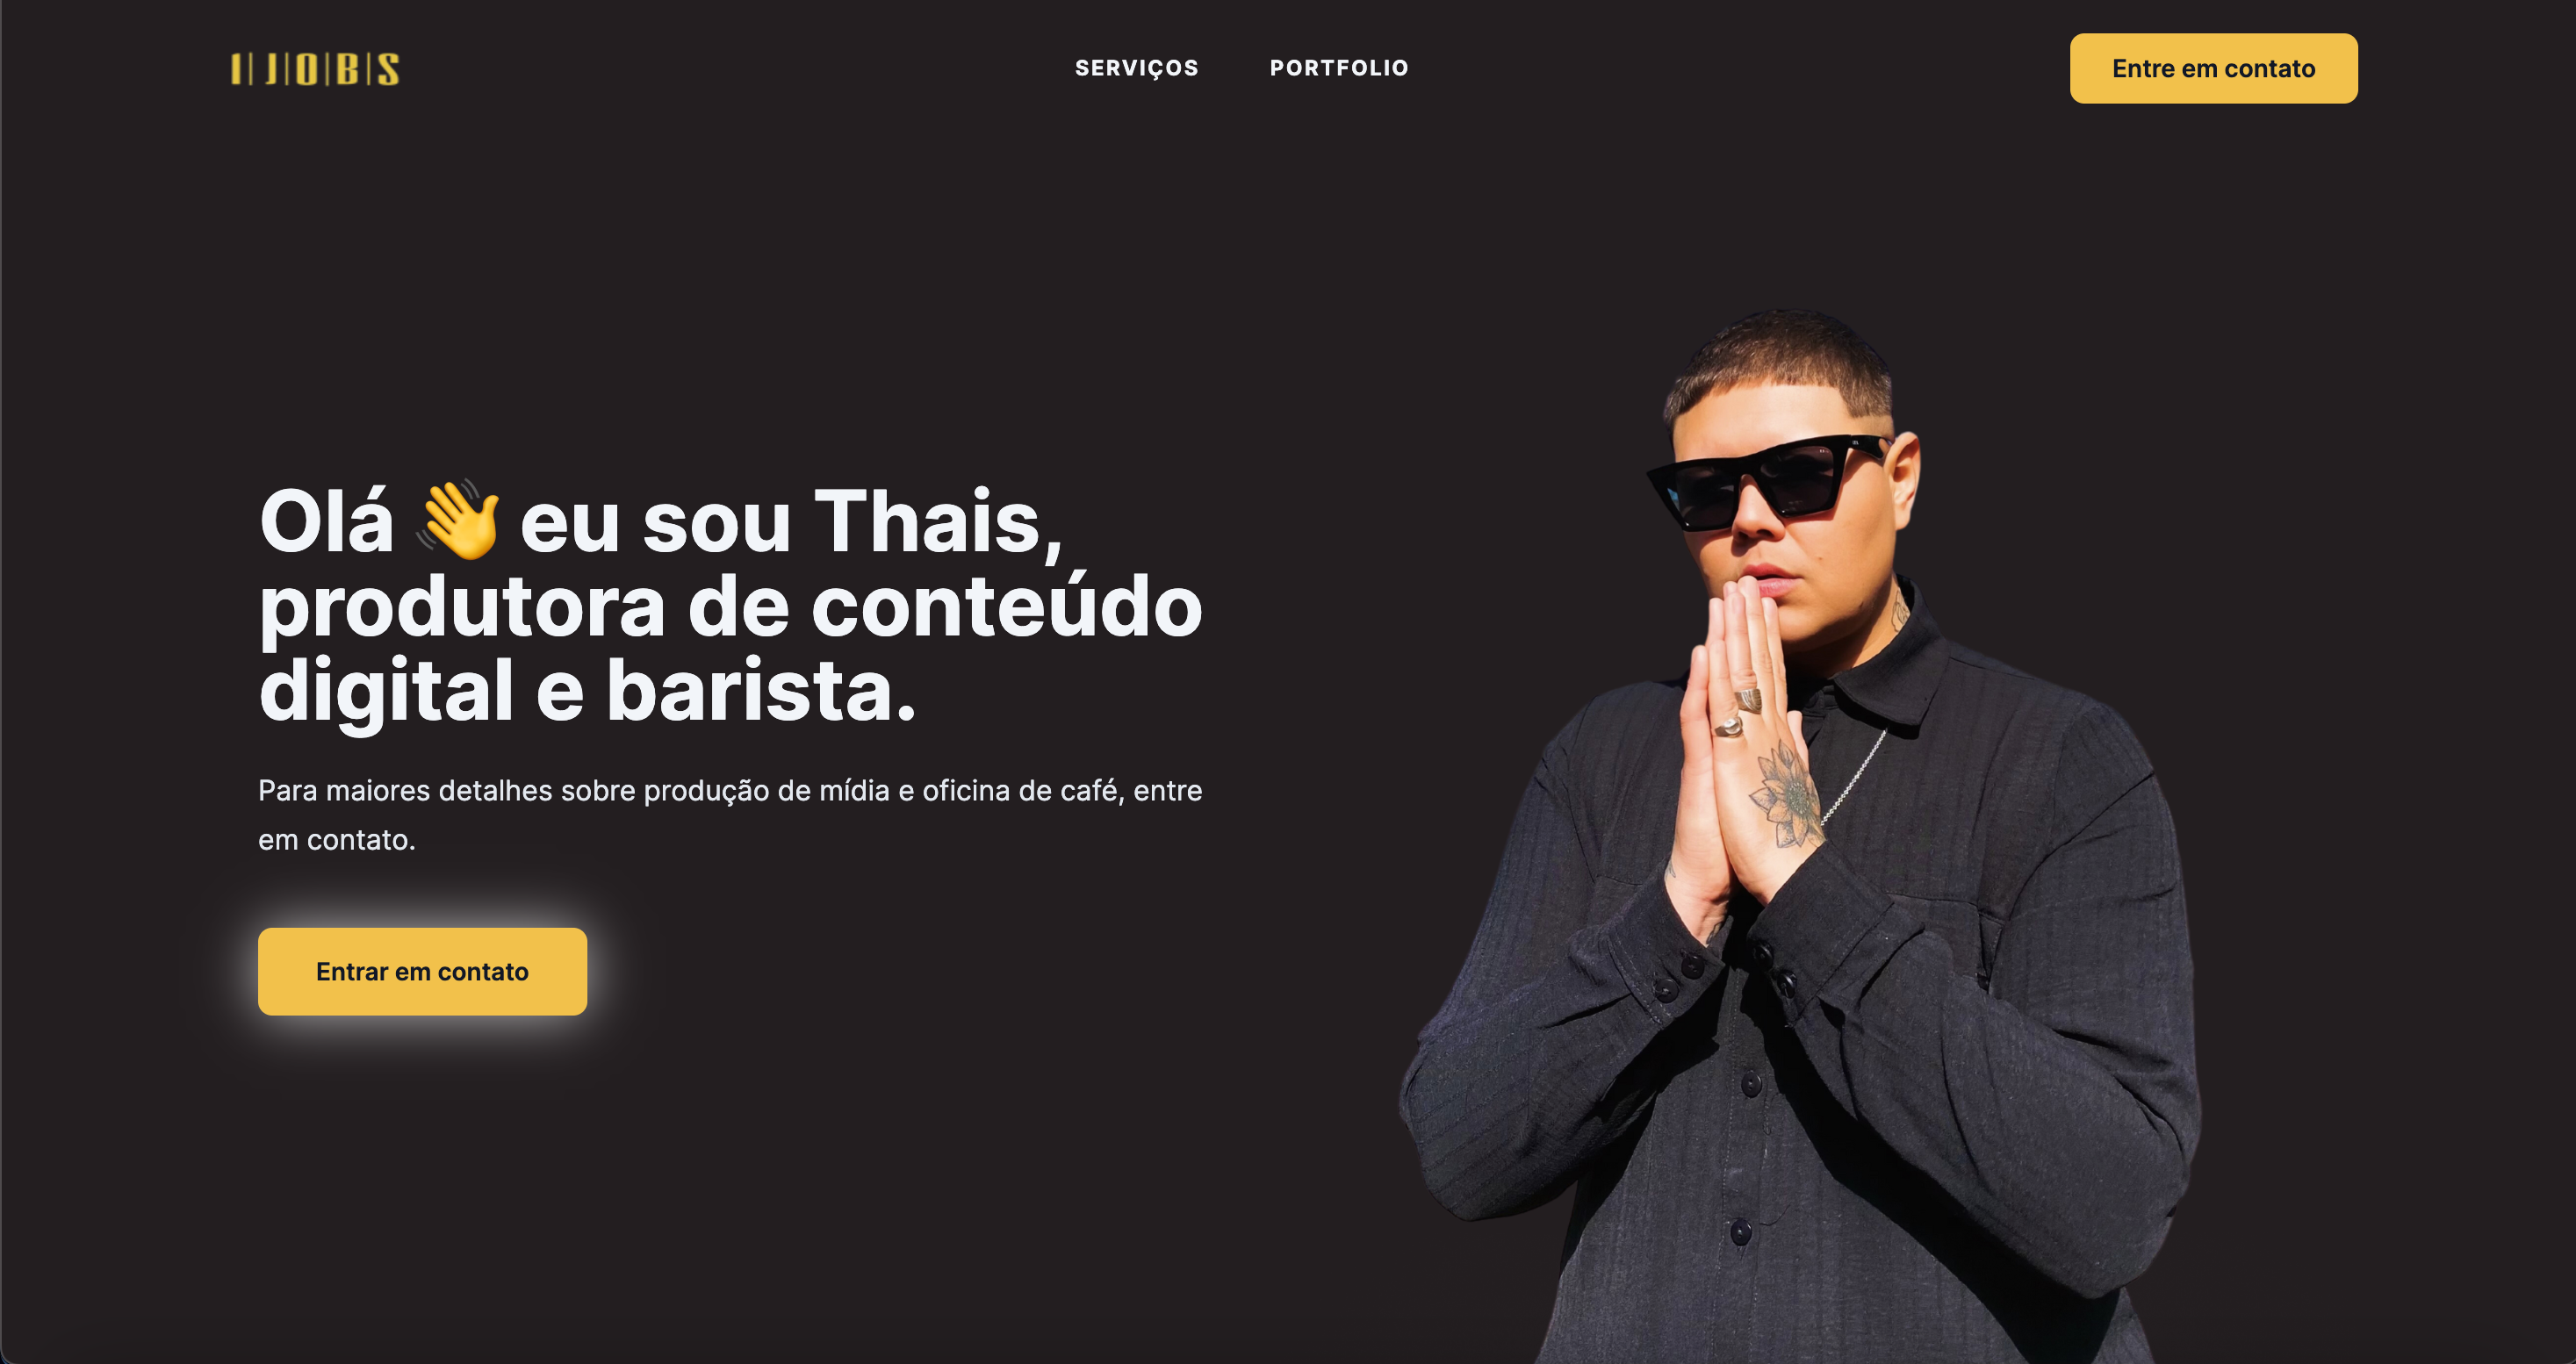 1|J|O|B|S
SERVIÇOS
PORTFOLIO
Entre em contato
Olá 👋 eu sou Thais,
produtora de conteúdo
digital e barista.
Para maiores detalhes sobre produção de mídia e oficina de café, entre
em contato.
Entrar em contato